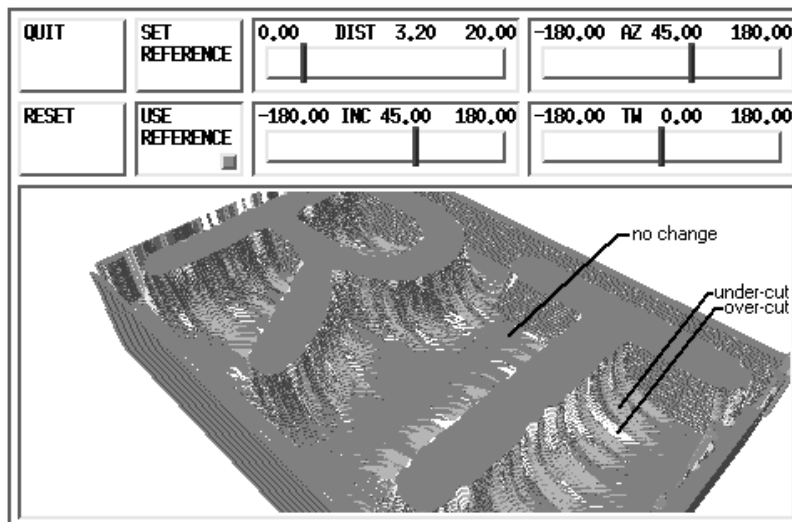 QUIT
SET REFERENCE
0.00 DIST 3.20 20.00
-180.00 AZ 45.00 180.00
RESET
USE REFERENCE
-180.00 INC 45.00 180.00
-180.00 TW 0.00 180.00
no change
under-cut
over-cut